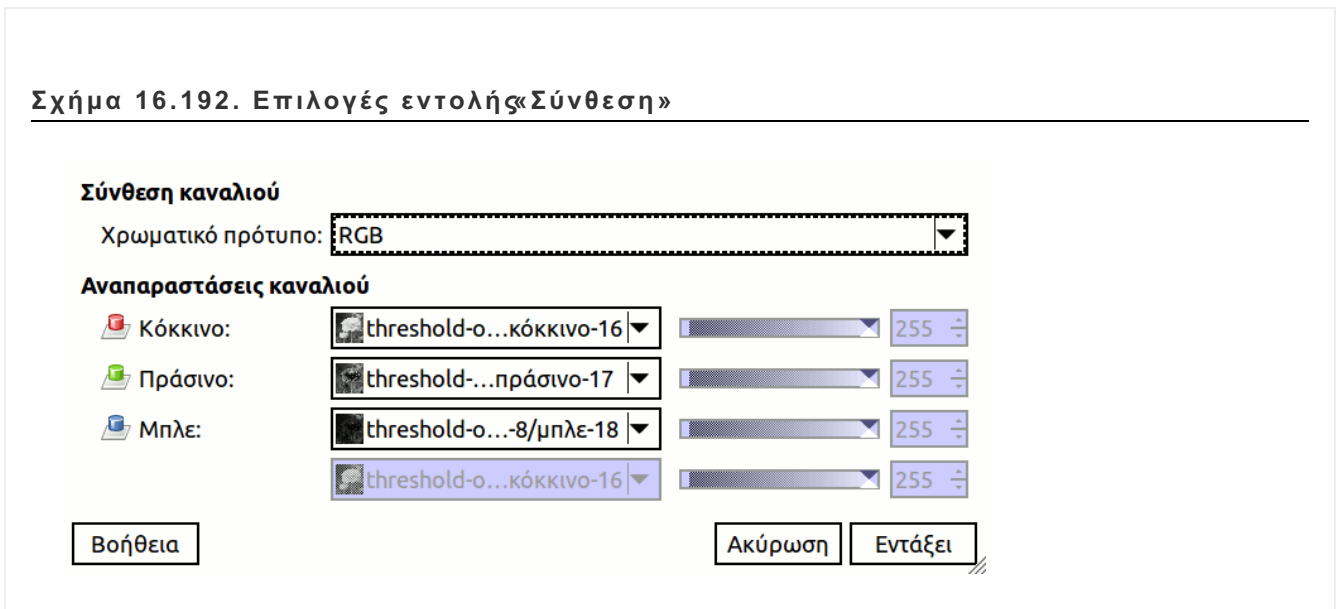 Σχήμα 16.192. Επιλογές εντολής«Σύνθεση»
Σύνθεση καναλιού
Χρωματικό πρότυπο: RGB
Αναπαραστάσεις καναλιού
Κόκκινο: threshold-o...κόκκινο-16 255
Πράσινο: threshold-...πράσινο-17 255
Μπλε: threshold-o...-8/μπλε-18 255
threshold-o...κόκκινο-16 255
Βοήθεια Ακύρωση Εντάξει